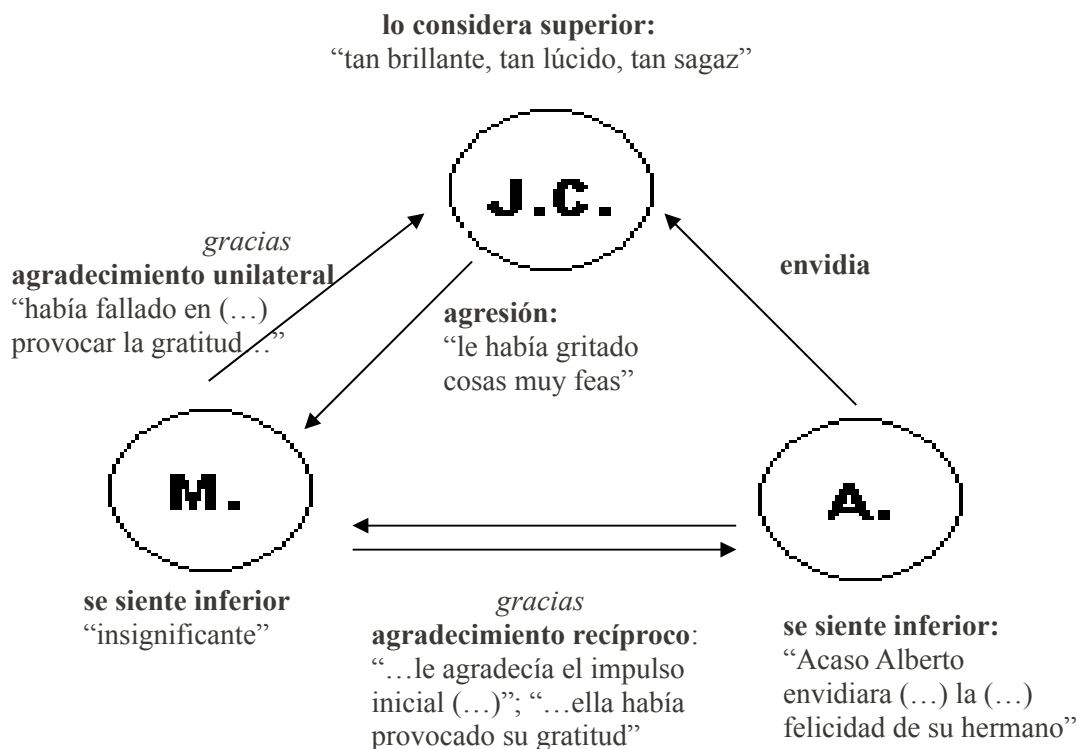 lo considera superior:
“tan brillante, tan lúcido, tan sagaz”
J.C.
gracias
agradecimiento unilateral
“había fallado en (…)
provocar la gratitud…”
envidia
agresión:
“le había gritado
cosas muy feas”
M.
A.
se siente inferior
“insignificante”
gracias
agradecimiento recíproco:
“…le agradecía el impulso
inicial (…)”; “…ella había
provocado su gratitud”
se siente inferior:
“Acaso Alberto
envidiara (…) la (…)
felicidad de su hermano”